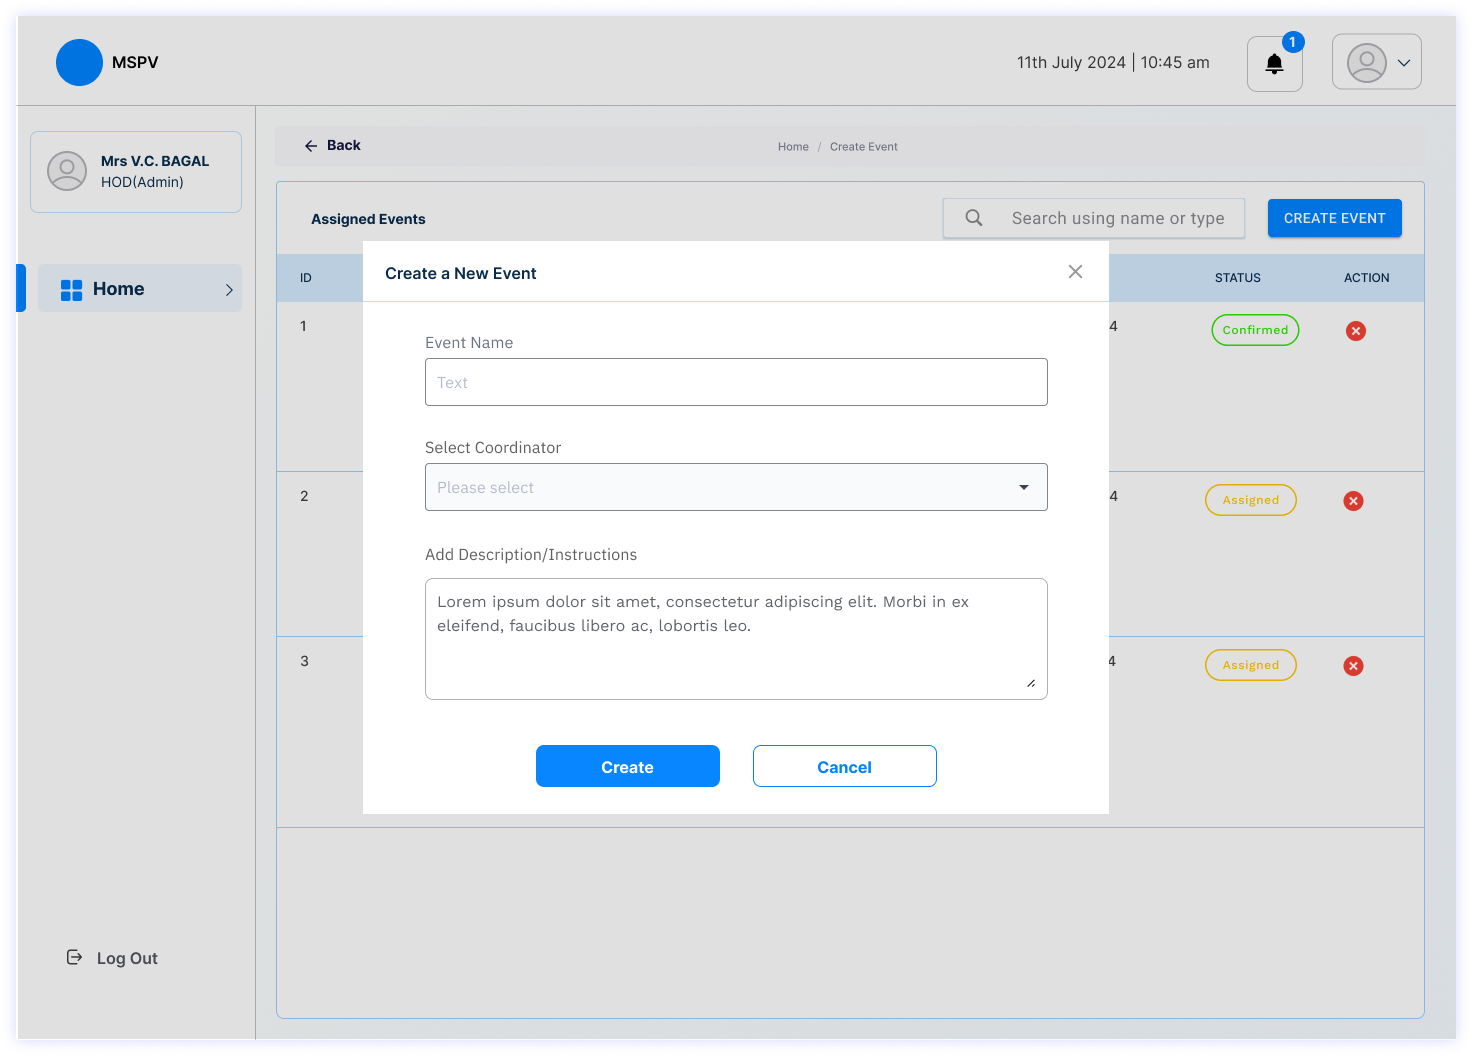 MSPV
11th July 2024 | 10:45 am
1
Mrs V.C. BAGAL
HOD(Admin)
Home
Log Out
Back
Home / Create Event
Assigned Events
Search using name or type
CREATE EVENT
ID
STATUS
ACTION
1
4
Confirmed
2
4
Assigned
3
4
Assigned
Create a New Event
Event Name
Text
Select Coordinator
Please select
Add Description/Instructions
Lorem ipsum dolor sit amet, consectetur adipiscing elit. Morbi in ex
eleifend, faucibus libero ac, lobortis leo.
Create
Cancel